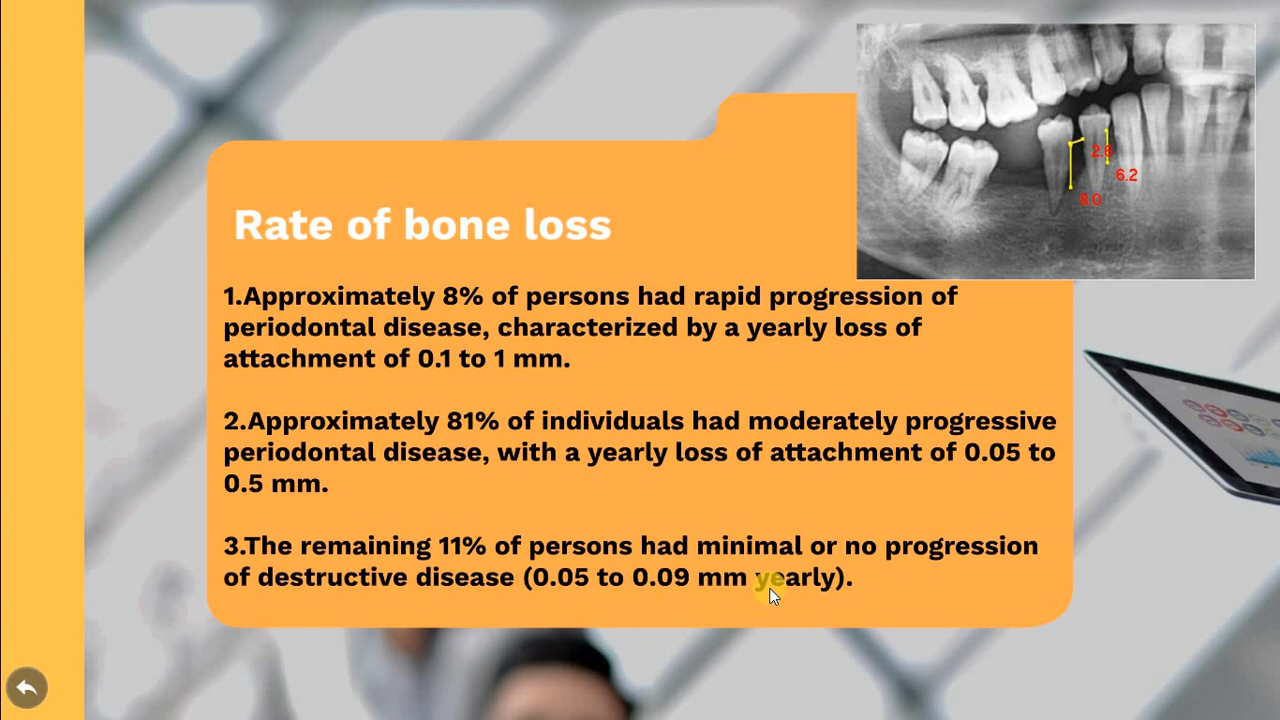 2.6
6.2
8.0
Rate of bone loss
1.Approximately 8% of persons had rapid progression of
periodontal disease, characterized by a yearly loss of
attachment of 0.1 to 1 mm.
2.Approximately 81% of individuals had moderately progressive
periodontal disease, with a yearly loss of attachment of 0.05 to
0.5 mm.
3.The remaining 11% of persons had minimal or no progression
of destructive disease (0.05 to 0.09 mm yearly).